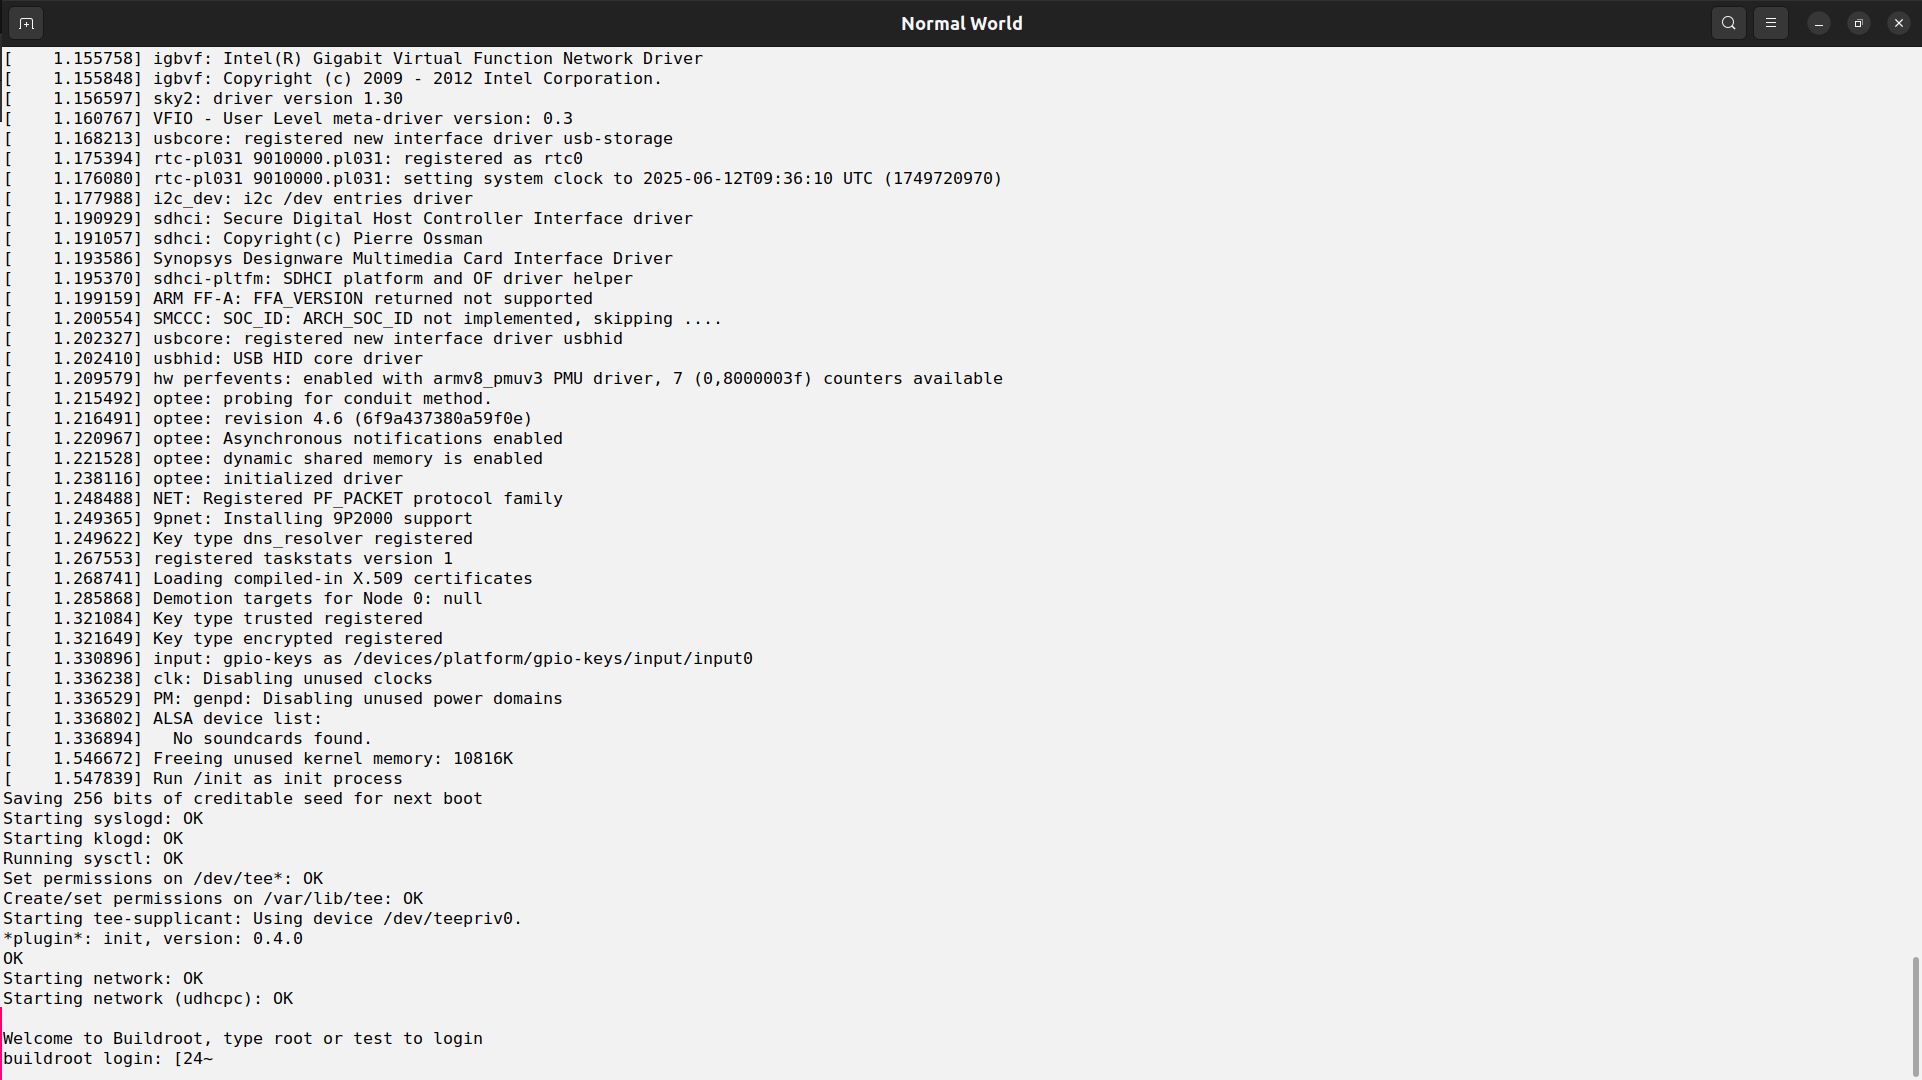 Normal World
[    1.155758] igbvf: Intel(R) Gigabit Virtual Function Network Driver
[    1.155848] igbvf: Copyright (c) 2009 - 2012 Intel Corporation.
[    1.156597] sky2: driver version 1.30
[    1.160767] VFIO - User Level meta-driver version: 0.3
[    1.168213] usbcore: registered new interface driver usb-storage
[    1.175394] rtc-pl031 9010000.pl031: registered as rtc0
[    1.176080] rtc-pl031 9010000.pl031: setting system clock to 2025-06-12T09:36:10 UTC (1749720970)
[    1.177988] i2c_dev: i2c /dev entries driver
[    1.190929] sdhci: Secure Digital Host Controller Interface driver
[    1.191057] sdhci: Copyright(c) Pierre Ossman
[    1.193586] Synopsys Designware Multimedia Card Interface Driver
[    1.195370] sdhci-pltfm: SDHCI platform and OF driver helper
[    1.199159] ARM FF-A: FFA_VERSION returned not supported
[    1.200554] SMCCC: SOC_ID: ARCH_SOC_ID not implemented, skipping ....
[    1.202327] usbcore: registered new interface driver usbhid
[    1.202410] usbhid: USB HID core driver
[    1.209579] hw perfevents: enabled with armv8_pmuv3 PMU driver, 7 (0,8000003f) counters available
[    1.215492] optee: probing for conduit method.
[    1.216491] optee: revision 4.6 (6f9a437380a59f0e)
[    1.220967] optee: Asynchronous notifications enabled
[    1.221528] optee: dynamic shared memory is enabled
[    1.238116] optee: initialized driver
[    1.248488] NET: Registered PF_PACKET protocol family
[    1.249365] 9pnet: Installing 9P2000 support
[    1.249622] Key type dns_resolver registered
[    1.267553] registered taskstats version 1
[    1.268741] Loading compiled-in X.509 certificates
[    1.285868] Demotion targets for Node 0: null
[    1.321084] Key type trusted registered
[    1.321649] Key type encrypted registered
[    1.330896] input: gpio-keys as /devices/platform/gpio-keys/input/input0
[    1.336238] clk: Disabling unused clocks
[    1.336529] PM: genpd: Disabling unused power domains
[    1.336802] ALSA device list:
[    1.336894]   No soundcards found.
[    1.546672] Freeing unused kernel memory: 10816K
[    1.547839] Run /init as init process
Saving 256 bits of creditable seed for next boot
Starting syslogd: OK
Starting klogd: OK
Running sysctl: OK
Set permissions on /dev/tee*: OK
Create/set permissions on /var/lib/tee: OK
Starting tee-supplicant: Using device /dev/teepriv0.
*plugin*: init, version: 0.4.0
OK
Starting network: OK
Starting network (udhcpc): OK
Welcome to Buildroot, type root or test to login
buildroot login: [24~